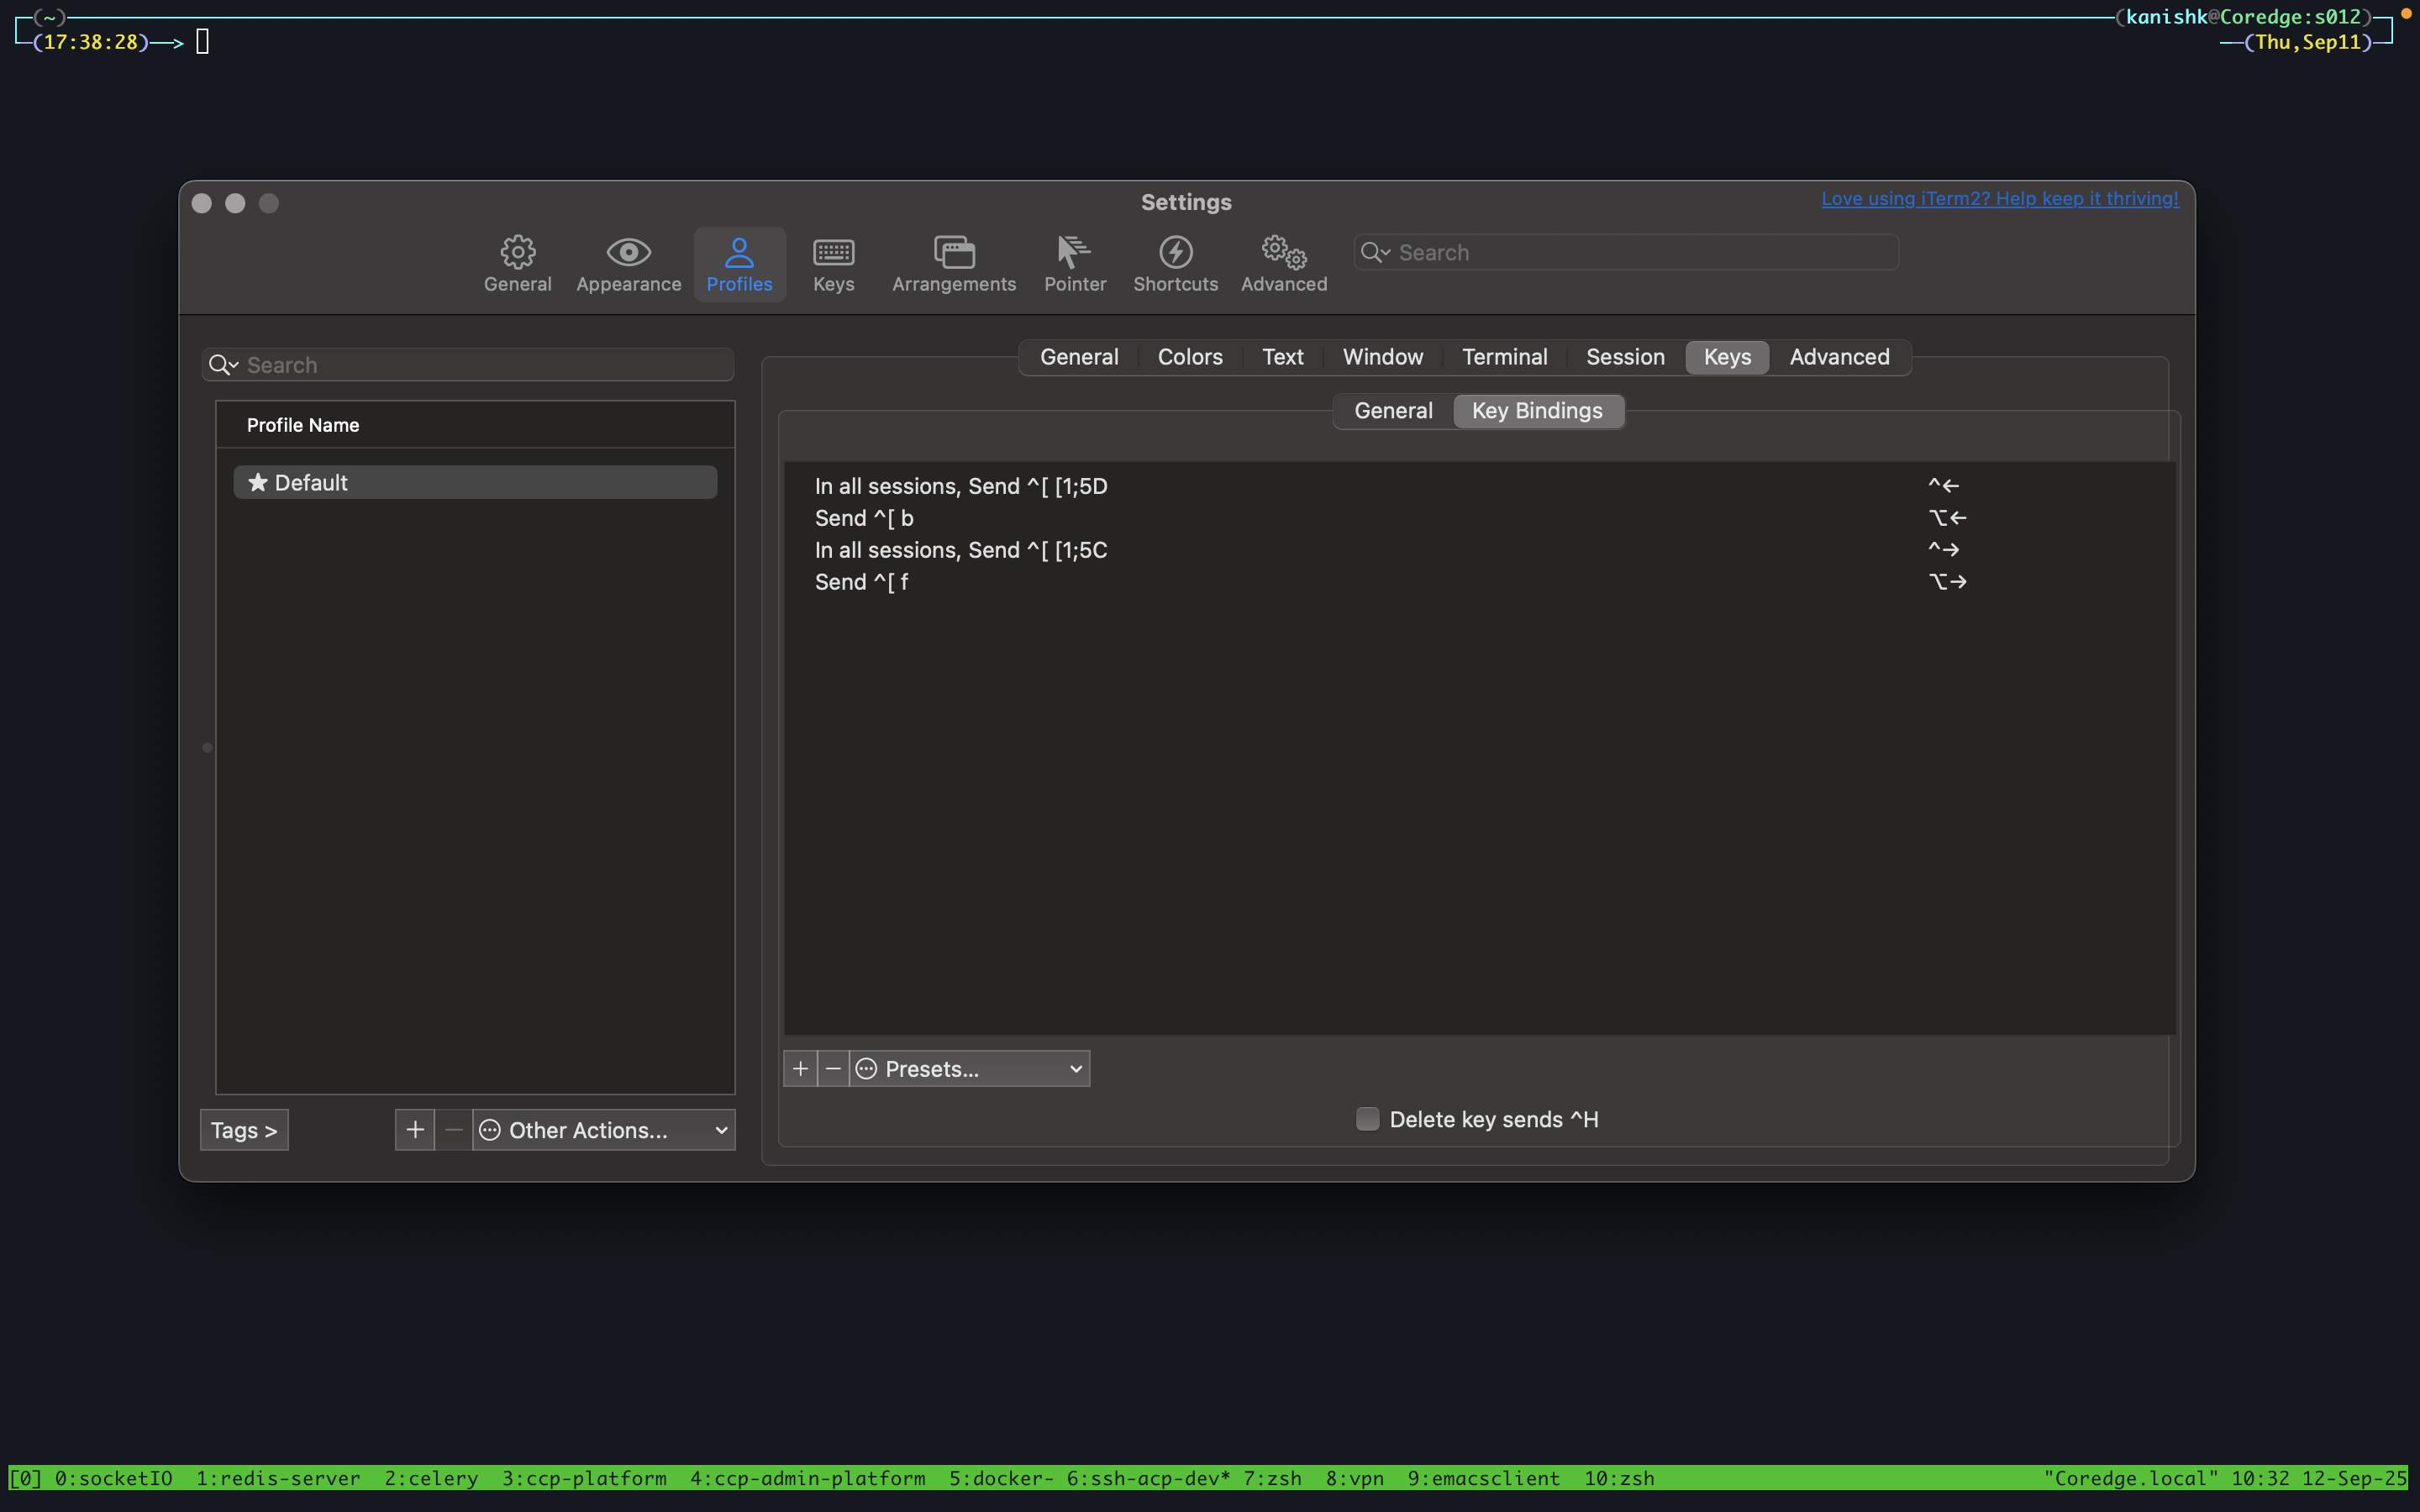 (~) (kanishk@Coredge:s012)
(17:38:28)—> —(Thu,Sep11)
Settings
Love using iTerm2? Help keep it thriving!
General Appearance Profiles Keys Arrangements Pointer Shortcuts Advanced Search
Search
General Colors Text Window Terminal Session Keys Advanced
General Key Bindings
Profile Name
★ Default
In all sessions, Send ^[ [1;5D ^←
Send ^[ b ⌥←
In all sessions, Send ^[ [1;5C ^→
Send ^[ f ⌥→
+ − Presets...
Delete key sends ^H
Tags > + − Other Actions...
[0] 0:socketIO 1:redis-server 2:celery 3:ccp-platform 4:ccp-admin-platform 5:docker- 6:ssh-acp-dev* 7:zsh 8:vpn 9:emacsclient 10:zsh "Coredge.local" 10:32 12-Sep-25